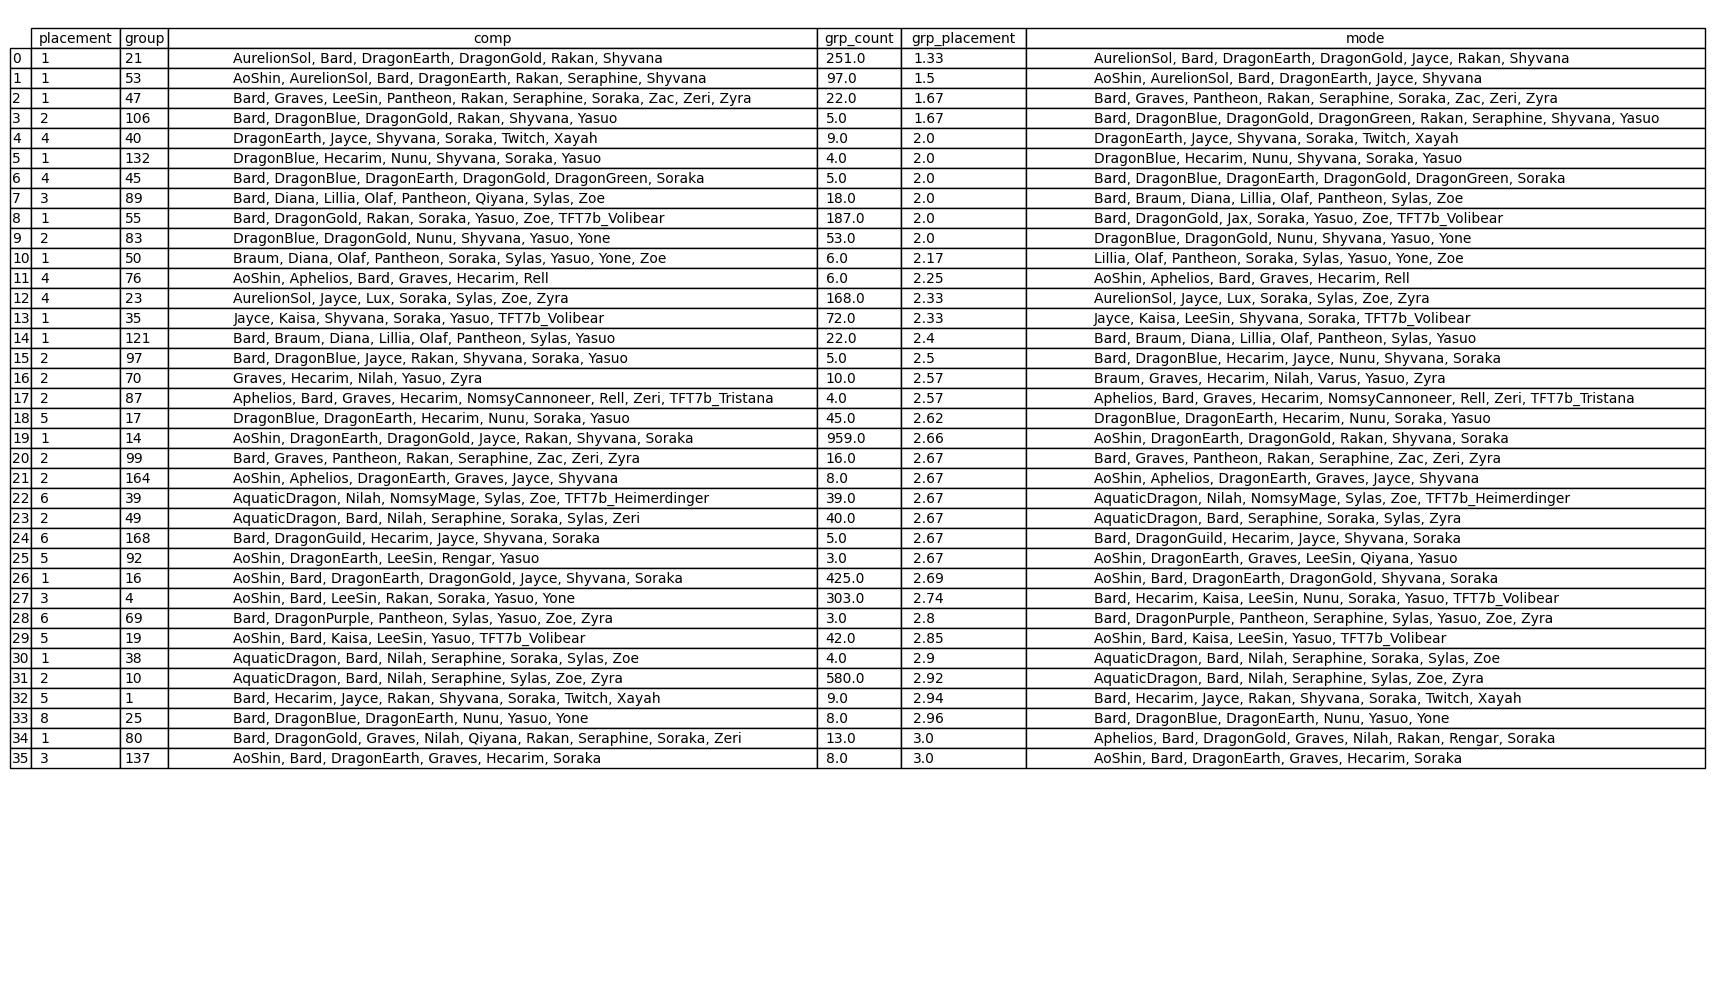 placement group comp grp_count grp_placement mode
0 1 21 AurelionSol, Bard, DragonEarth, DragonGold, Rakan, Shyvana 251.0 1.33 AurelionSol, Bard, DragonEarth, DragonGold, Jayce, Rakan, Shyvana
1 1 53 AoShin, AurelionSol, Bard, DragonEarth, Rakan, Seraphine, Shyvana 97.0 1.5 AoShin, AurelionSol, Bard, DragonEarth, Jayce, Shyvana
2 1 47 Bard, Graves, LeeSin, Pantheon, Rakan, Seraphine, Soraka, Zac, Zeri, Zyra 22.0 1.67 Bard, Graves, Pantheon, Rakan, Seraphine, Soraka, Zac, Zeri, Zyra
3 2 106 Bard, DragonBlue, DragonGold, Rakan, Shyvana, Yasuo 5.0 1.67 Bard, DragonBlue, DragonGold, DragonGreen, Rakan, Seraphine, Shyvana, Yasuo
4 4 40 DragonEarth, Jayce, Shyvana, Soraka, Twitch, Xayah 9.0 2.0 DragonEarth, Jayce, Shyvana, Soraka, Twitch, Xayah
5 1 132 DragonBlue, Hecarim, Nunu, Shyvana, Soraka, Yasuo 4.0 2.0 DragonBlue, Hecarim, Nunu, Shyvana, Soraka, Yasuo
6 4 45 Bard, DragonBlue, DragonEarth, DragonGold, DragonGreen, Soraka 5.0 2.0 Bard, DragonBlue, DragonEarth, DragonGold, DragonGreen, Soraka
7 3 89 Bard, Diana, Lillia, Olaf, Pantheon, Qiyana, Sylas, Zoe 18.0 2.0 Bard, Braum, Diana, Lillia, Olaf, Pantheon, Sylas, Zoe
8 1 55 Bard, DragonGold, Rakan, Soraka, Yasuo, Zoe, TFT7b_Volibear 187.0 2.0 Bard, DragonGold, Jax, Soraka, Yasuo, Zoe, TFT7b_Volibear
9 2 83 DragonBlue, DragonGold, Nunu, Shyvana, Yasuo, Yone 53.0 2.0 DragonBlue, DragonGold, Nunu, Shyvana, Yasuo, Yone
10 1 50 Braum, Diana, Olaf, Pantheon, Soraka, Sylas, Yasuo, Yone, Zoe 6.0 2.17 Lillia, Olaf, Pantheon, Soraka, Sylas, Yasuo, Yone, Zoe
11 4 76 AoShin, Aphelios, Bard, Graves, Hecarim, Rell 6.0 2.25 AoShin, Aphelios, Bard, Graves, Hecarim, Rell
12 4 23 AurelionSol, Jayce, Lux, Soraka, Sylas, Zoe, Zyra 168.0 2.33 AurelionSol, Jayce, Lux, Soraka, Sylas, Zoe, Zyra
13 1 35 Jayce, Kaisa, Shyvana, Soraka, Yasuo, TFT7b_Volibear 72.0 2.33 Jayce, Kaisa, LeeSin, Shyvana, Soraka, TFT7b_Volibear
14 1 121 Bard, Braum, Diana, Lillia, Olaf, Pantheon, Sylas, Yasuo 22.0 2.4 Bard, Braum, Diana, Lillia, Olaf, Pantheon, Sylas, Yasuo
15 2 97 Bard, DragonBlue, Jayce, Rakan, Shyvana, Soraka, Yasuo 5.0 2.5 Bard, DragonBlue, Hecarim, Jayce, Nunu, Shyvana, Soraka
16 2 70 Graves, Hecarim, Nilah, Yasuo, Zyra 10.0 2.57 Braum, Graves, Hecarim, Nilah, Varus, Yasuo, Zyra
17 2 87 Aphelios, Bard, Graves, Hecarim, NomsyCannoneer, Rell, Zeri, TFT7b_Tristana 4.0 2.57 Aphelios, Bard, Graves, Hecarim, NomsyCannoneer, Rell, Zeri, TFT7b_Tristana
18 5 17 DragonBlue, DragonEarth, Hecarim, Nunu, Soraka, Yasuo 45.0 2.62 DragonBlue, DragonEarth, Hecarim, Nunu, Soraka, Yasuo
19 1 14 AoShin, DragonEarth, DragonGold, Jayce, Rakan, Shyvana, Soraka 959.0 2.66 AoShin, DragonEarth, DragonGold, Rakan, Shyvana, Soraka
20 2 99 Bard, Graves, Pantheon, Rakan, Seraphine, Zac, Zeri, Zyra 16.0 2.67 Bard, Graves, Pantheon, Rakan, Seraphine, Zac, Zeri, Zyra
21 2 164 AoShin, Aphelios, DragonEarth, Graves, Jayce, Shyvana 8.0 2.67 AoShin, Aphelios, DragonEarth, Graves, Jayce, Shyvana
22 6 39 AquaticDragon, Nilah, NomsyMage, Sylas, Zoe, TFT7b_Heimerdinger 39.0 2.67 AquaticDragon, Nilah, NomsyMage, Sylas, Zoe, TFT7b_Heimerdinger
23 2 49 AquaticDragon, Bard, Nilah, Seraphine, Soraka, Sylas, Zeri 40.0 2.67 AquaticDragon, Bard, Seraphine, Soraka, Sylas, Zyra
24 6 168 Bard, DragonGuild, Hecarim, Jayce, Shyvana, Soraka 5.0 2.67 Bard, DragonGuild, Hecarim, Jayce, Shyvana, Soraka
25 5 92 AoShin, DragonEarth, LeeSin, Rengar, Yasuo 3.0 2.67 AoShin, DragonEarth, Graves, LeeSin, Qiyana, Yasuo
26 1 16 AoShin, Bard, DragonEarth, DragonGold, Jayce, Shyvana, Soraka 425.0 2.69 AoShin, Bard, DragonEarth, DragonGold, Shyvana, Soraka
27 3 4 AoShin, Bard, LeeSin, Rakan, Soraka, Yasuo, Yone 303.0 2.74 Bard, Hecarim, Kaisa, LeeSin, Nunu, Soraka, Yasuo, TFT7b_Volibear
28 6 69 Bard, DragonPurple, Pantheon, Sylas, Yasuo, Zoe, Zyra 3.0 2.8 Bard, DragonPurple, Pantheon, Seraphine, Sylas, Yasuo, Zoe, Zyra
29 5 19 AoShin, Bard, Kaisa, LeeSin, Yasuo, TFT7b_Volibear 42.0 2.85 AoShin, Bard, Kaisa, LeeSin, Yasuo, TFT7b_Volibear
30 1 38 AquaticDragon, Bard, Nilah, Seraphine, Soraka, Sylas, Zoe 4.0 2.9 AquaticDragon, Bard, Nilah, Seraphine, Soraka, Sylas, Zoe
31 2 10 AquaticDragon, Bard, Nilah, Seraphine, Sylas, Zoe, Zyra 580.0 2.92 AquaticDragon, Bard, Nilah, Seraphine, Sylas, Zoe, Zyra
32 5 1 Bard, Hecarim, Jayce, Rakan, Shyvana, Soraka, Twitch, Xayah 9.0 2.94 Bard, Hecarim, Jayce, Rakan, Shyvana, Soraka, Twitch, Xayah
33 8 25 Bard, DragonBlue, DragonEarth, Nunu, Yasuo, Yone 8.0 2.96 Bard, DragonBlue, DragonEarth, Nunu, Yasuo, Yone
34 1 80 Bard, DragonGold, Graves, Nilah, Qiyana, Rakan, Seraphine, Soraka, Zeri 13.0 3.0 Aphelios, Bard, DragonGold, Graves, Nilah, Rakan, Rengar, Soraka
35 3 137 AoShin, Bard, DragonEarth, Graves, Hecarim, Soraka 8.0 3.0 AoShin, Bard, DragonEarth, Graves, Hecarim, Soraka